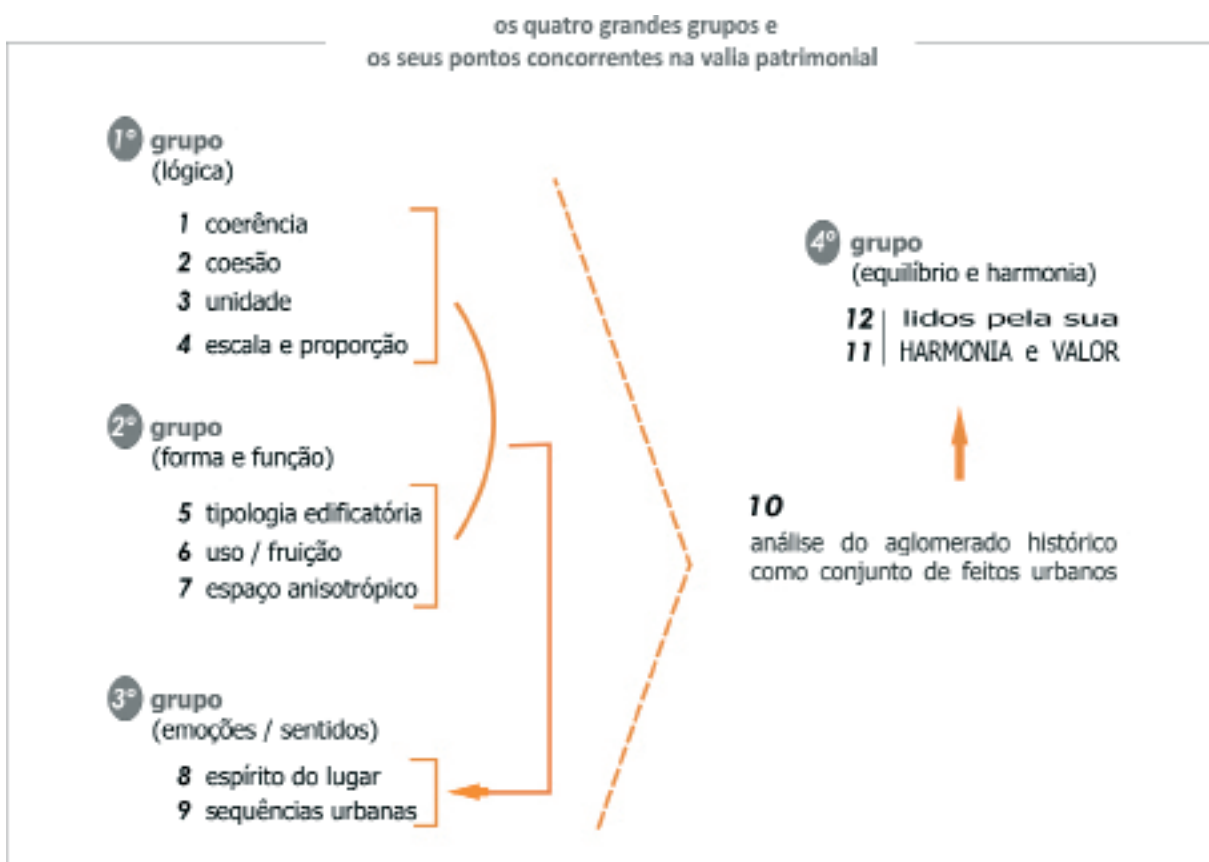 os quatro grandes grupos e
os seus pontos concorrentes na valia patrimonial
1º grupo
(lógica)
1 coerência
2 coesão
3 unidade
4 escala e proporção
2º grupo
(forma e função)
5 tipologia edificatória
6 uso / fruição
7 espaço anisotrópico
3º grupo
(emoções / sentidos)
8 espírito do lugar
9 sequências urbanas
4º grupo
(equilíbrio e harmonia)
12 lidos pela sua
11 HARMONIA e VALOR
10
análise do aglomerado histórico
como conjunto de feitos urbanos